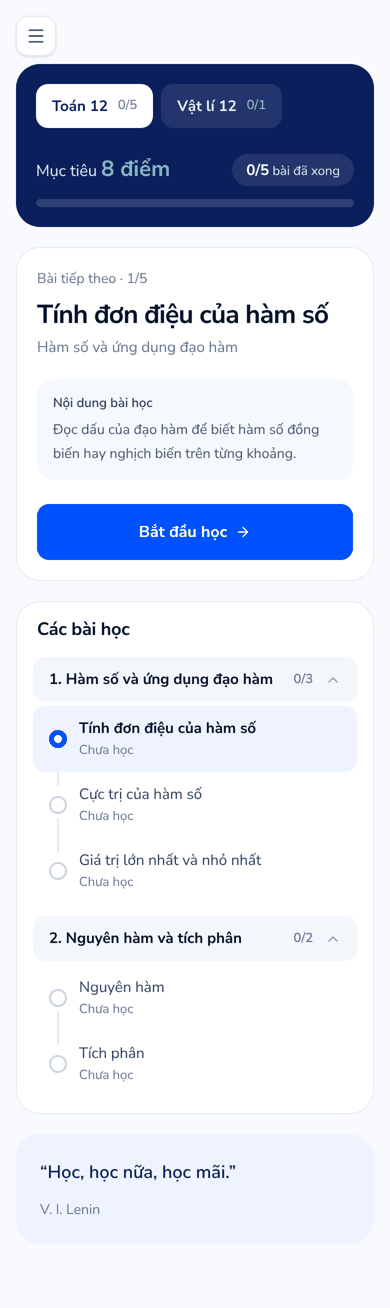 Toán 12 0/5 Vật lí 12 0/1
Mục tiêu 8 điểm 0/5 bài đã xong
Bài tiếp theo · 1/5
Tính đơn điệu của hàm số
Hàm số và ứng dụng đạo hàm
Nội dung bài học
Đọc dấu của đạo hàm để biết hàm số đồng
biến hay nghịch biến trên từng khoảng.
Bắt đầu học →
Các bài học
1. Hàm số và ứng dụng đạo hàm 0/3
Tính đơn điệu của hàm số
Chưa học
Cực trị của hàm số
Chưa học
Giá trị lớn nhất và nhỏ nhất
Chưa học
2. Nguyên hàm và tích phân 0/2
Nguyên hàm
Chưa học
Tích phân
Chưa học
“Học, học nữa, học mãi.”
V. I. Lenin